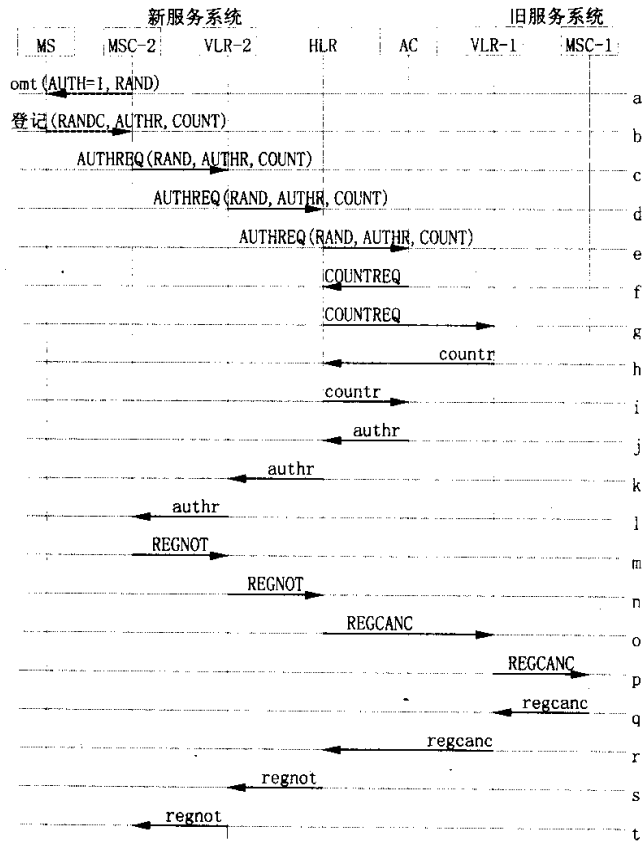 新服务系统 旧服务系统
MS MSC-2 VLR-2 HLR AC VLR-1 MSC-1
omt(AUTH=1, RAND) a
登记(RANDC, AUTHR, COUNT) b
AUTHREQ(RAND, AUTHR, COUNT) c
AUTHREQ(RAND, AUTHR, COUNT) d
AUTHREQ(RAND, AUTHR, COUNT) e
COUNTREQ f
COUNTREQ g
countr h
countr i
authr j
authr k
authr l
REGNOT m
REGNOT n
REGCANC o
REGCANC p
regcanc q
regcanc r
regnot s
regnot t